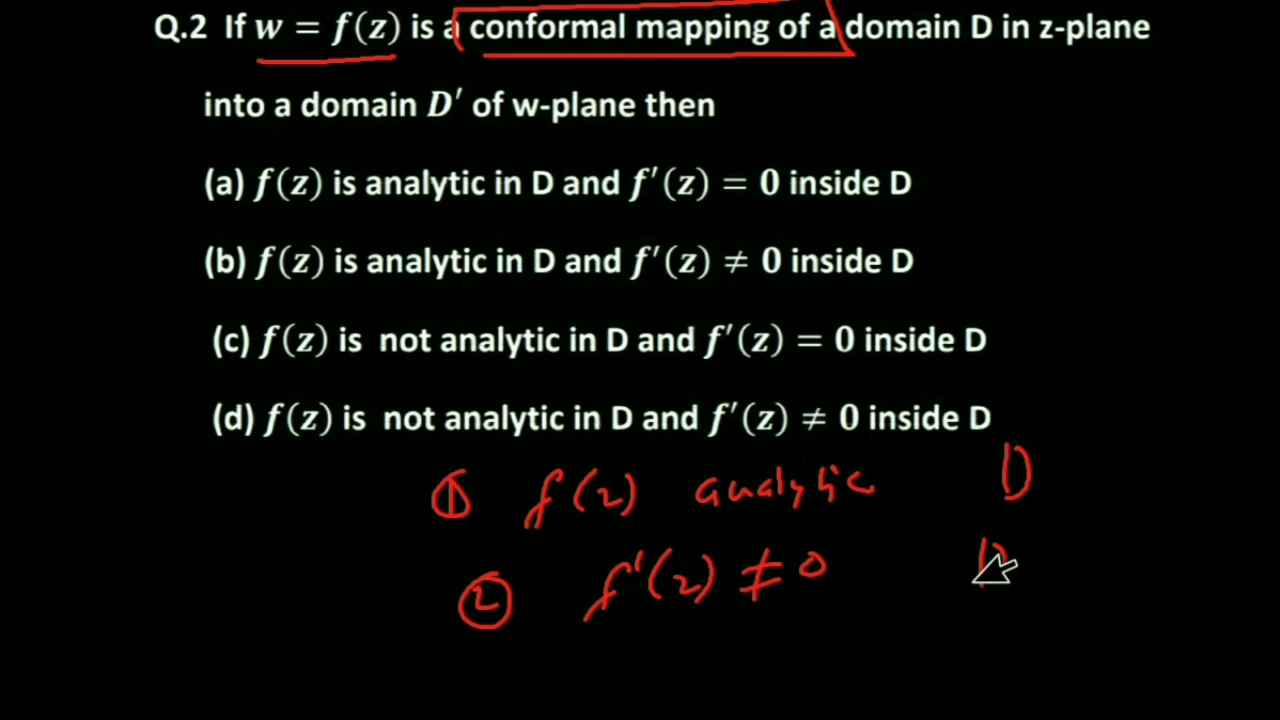 Q.2 If w = f(z) is a conformal mapping of a domain D in z-plane
into a domain D′ of w-plane then
(a) f(z) is analytic in D and f′(z) = 0 inside D
(b) f(z) is analytic in D and f′(z) ≠ 0 inside D
(c) f(z) is not analytic in D and f′(z) = 0 inside D
(d) f(z) is not analytic in D and f′(z) ≠ 0 inside D
① f(z) analytic D
② f'(z) ≠ 0